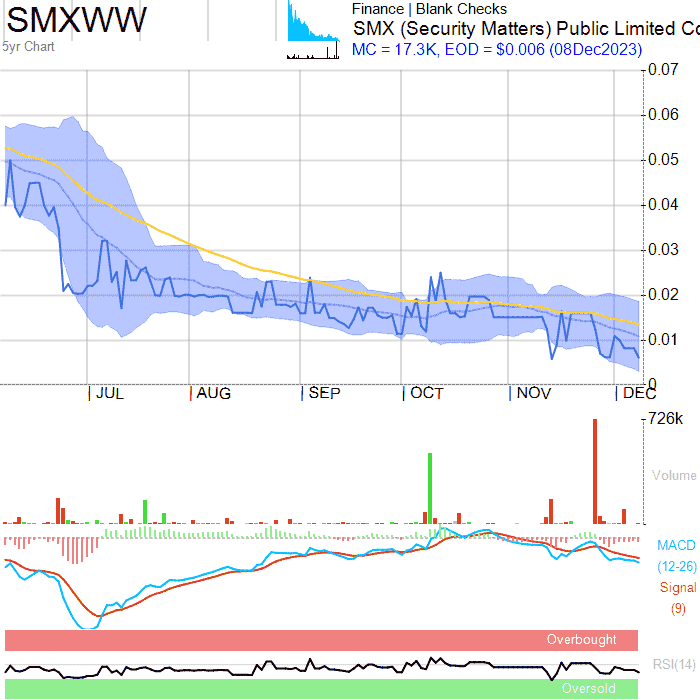 SMXWW
5yr Chart
Finance | Blank Checks
SMX (Security Matters) Public Limited Co
MC = 17.3K, EOD = $0.006 (08Dec2023)
0.07
0.06
0.05
0.04
0.03
0.02
0.01
0
JUL AUG SEP OCT NOV DEC
726k
Volume
MACD
(12-26)
Signal
(9)
Overbought
RSI(14)
Oversold